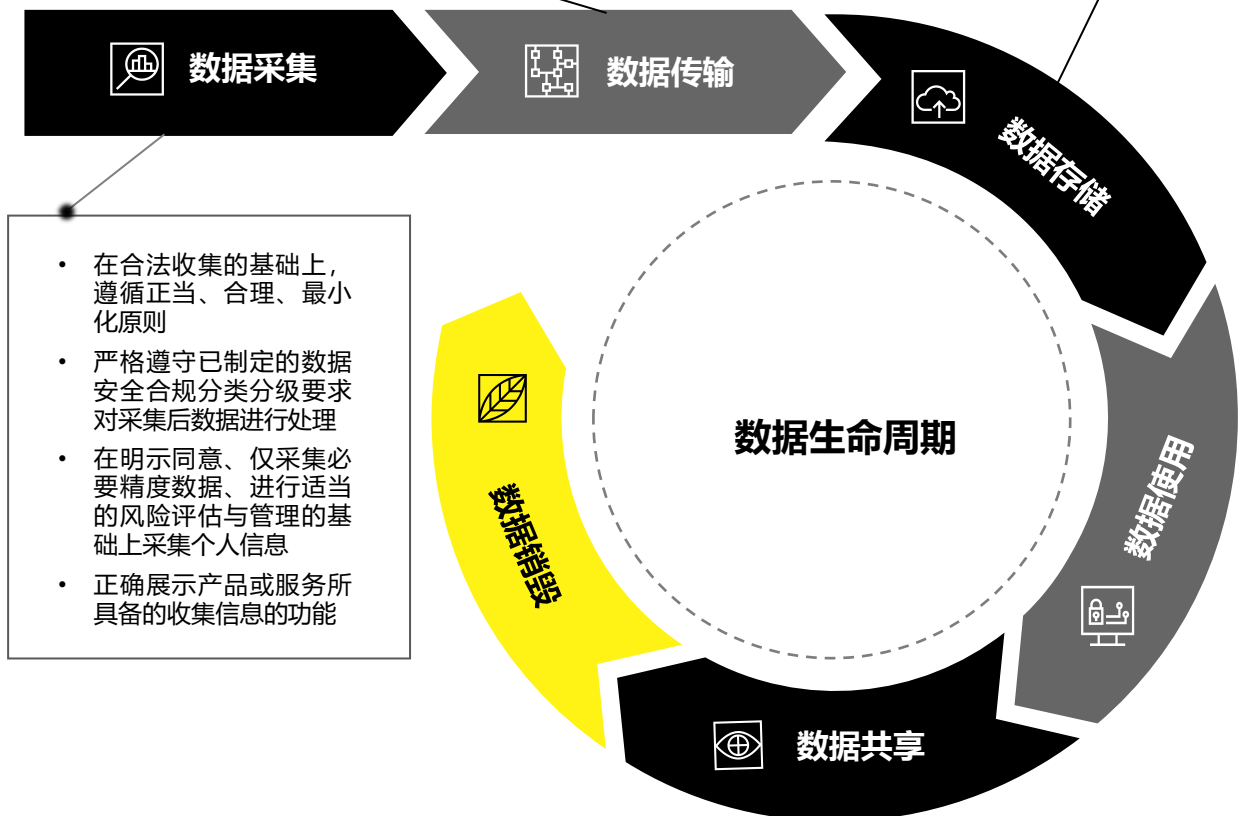 数据采集
数据传输
数据存储
数据使用
数据共享
数据销毁
数据生命周期
• 在合法收集的基础上，
遵循正当、合理、最小
化原则
• 严格遵守已制定的数据
安全合规分类分级要求
对采集后数据进行处理
• 在明示同意、仅采集必
要精度数据、进行适当
的风险评估与管理的基
础上采集个人信息
• 正确展示产品或服务所
具备的收集信息的功能